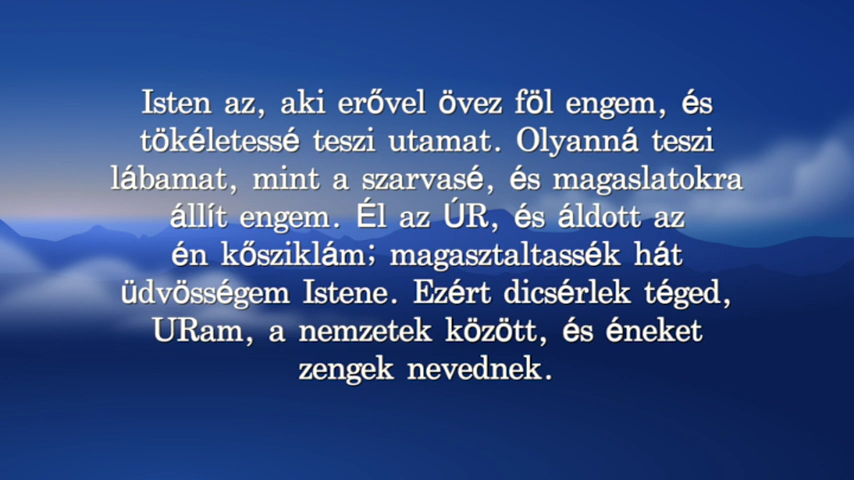 Isten az, aki erővel övez föl engem, és
tökéletessé teszi utamat. Olyanná teszi
lábamat, mint a szarvasé, és magaslatokra
állít engem. Él az ÚR, és áldott az
én kősziklám; magasztaltassék hát
üdvösségem Istene. Ezért dicsérlek téged,
URam, a nemzetek között, és éneket
zengek nevednek.